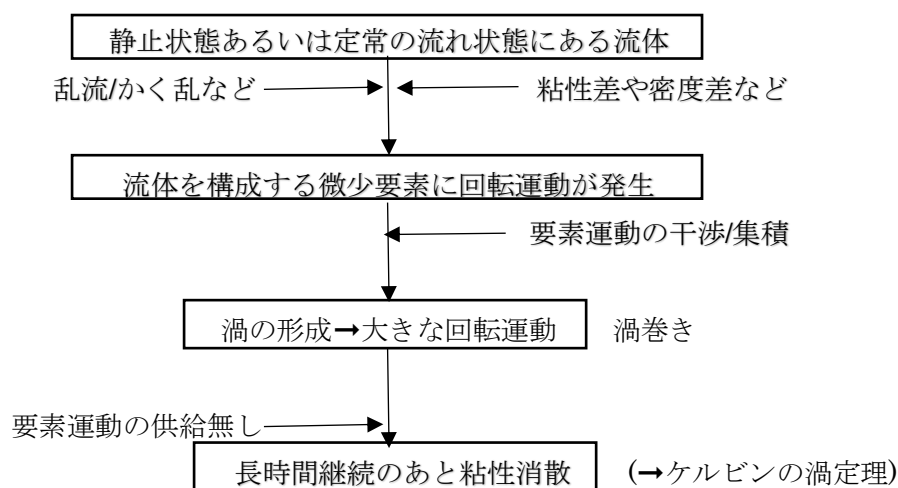 静止状態あるいは定常の流れ状態にある流体
乱流/かく乱など
粘性差や密度差など
流体を構成する微少要素に回転運動が発生
要素運動の干渉/集積
渦の形成→大きな回転運動
渦巻き
要素運動の供給無し
長時間継続のあと粘性消散
(→ケルビンの渦定理)